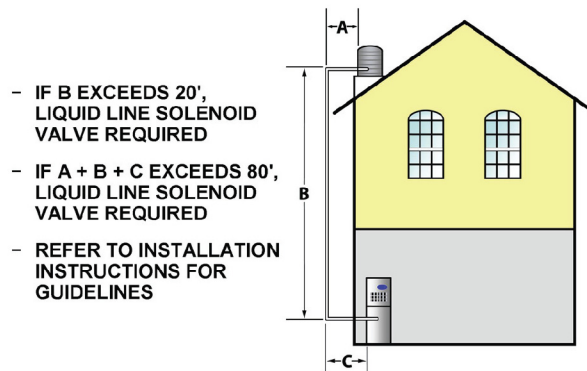 A
– IF B EXCEEDS 20',
LIQUID LINE SOLENOID
VALVE REQUIRED
– IF A + B + C EXCEEDS 80',
LIQUID LINE SOLENOID
VALVE REQUIRED
– REFER TO INSTALLATION
INSTRUCTIONS FOR
GUIDELINES
B
C